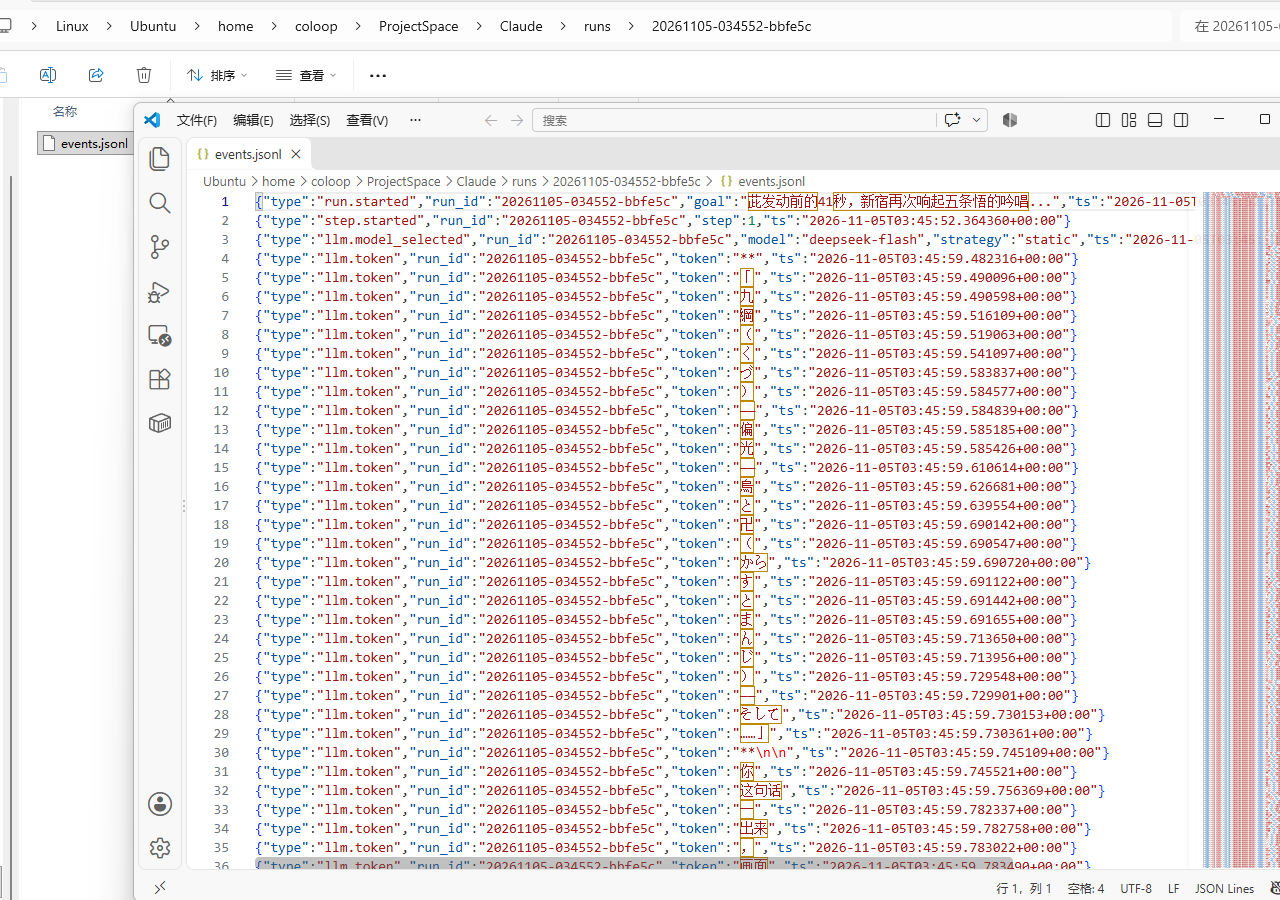 Linux > Ubuntu > home > coloop > ProjectSpace > Claude > runs > 20261105-034552-bbfe5c
在 20261105-
排序
查看
名称
events.jsonl
文件(F) 编辑(E) 选择(S) 查看(V) ... 搜索
{} events.jsonl
Ubuntu > home > coloop > ProjectSpace > Claude > runs > 20261105-034552-bbfe5c > {} events.jsonl
1 {"type":"run.started","run_id":"20261105-034552-bbfe5c","goal":"此发动前的41秒，新宿再次响起五条悟的吟唱...","ts":"2026-11-05T
2 {"type":"step.started","run_id":"20261105-034552-bbfe5c","step":1,"ts":"2026-11-05T03:45:52.364360+00:00"}
3 {"type":"llm.model_selected","run_id":"20261105-034552-bbfe5c","model":"deepseek-flash","strategy":"static","ts":"2026-11-
4 {"type":"llm.token","run_id":"20261105-034552-bbfe5c","token":"**","ts":"2026-11-05T03:45:59.482316+00:00"}
5 {"type":"llm.token","run_id":"20261105-034552-bbfe5c","token":"「","ts":"2026-11-05T03:45:59.490096+00:00"}
6 {"type":"llm.token","run_id":"20261105-034552-bbfe5c","token":"九","ts":"2026-11-05T03:45:59.490598+00:00"}
7 {"type":"llm.token","run_id":"20261105-034552-bbfe5c","token":"綱","ts":"2026-11-05T03:45:59.516109+00:00"}
8 {"type":"llm.token","run_id":"20261105-034552-bbfe5c","token":"（","ts":"2026-11-05T03:45:59.519063+00:00"}
9 {"type":"llm.token","run_id":"20261105-034552-bbfe5c","token":"く","ts":"2026-11-05T03:45:59.541097+00:00"}
10 {"type":"llm.token","run_id":"20261105-034552-bbfe5c","token":"づ","ts":"2026-11-05T03:45:59.583837+00:00"}
11 {"type":"llm.token","run_id":"20261105-034552-bbfe5c","token":"）","ts":"2026-11-05T03:45:59.584577+00:00"}
12 {"type":"llm.token","run_id":"20261105-034552-bbfe5c","token":"—","ts":"2026-11-05T03:45:59.584839+00:00"}
13 {"type":"llm.token","run_id":"20261105-034552-bbfe5c","token":"偏","ts":"2026-11-05T03:45:59.585185+00:00"}
14 {"type":"llm.token","run_id":"20261105-034552-bbfe5c","token":"光","ts":"2026-11-05T03:45:59.585426+00:00"}
15 {"type":"llm.token","run_id":"20261105-034552-bbfe5c","token":"—","ts":"2026-11-05T03:45:59.610614+00:00"}
16 {"type":"llm.token","run_id":"20261105-034552-bbfe5c","token":"烏","ts":"2026-11-05T03:45:59.626681+00:00"}
17 {"type":"llm.token","run_id":"20261105-034552-bbfe5c","token":"と","ts":"2026-11-05T03:45:59.639554+00:00"}
18 {"type":"llm.token","run_id":"20261105-034552-bbfe5c","token":"卍","ts":"2026-11-05T03:45:59.690142+00:00"}
19 {"type":"llm.token","run_id":"20261105-034552-bbfe5c","token":"（","ts":"2026-11-05T03:45:59.690547+00:00"}
20 {"type":"llm.token","run_id":"20261105-034552-bbfe5c","token":"から","ts":"2026-11-05T03:45:59.690720+00:00"}
21 {"type":"llm.token","run_id":"20261105-034552-bbfe5c","token":"す","ts":"2026-11-05T03:45:59.691122+00:00"}
22 {"type":"llm.token","run_id":"20261105-034552-bbfe5c","token":"と","ts":"2026-11-05T03:45:59.691442+00:00"}
23 {"type":"llm.token","run_id":"20261105-034552-bbfe5c","token":"ま","ts":"2026-11-05T03:45:59.691655+00:00"}
24 {"type":"llm.token","run_id":"20261105-034552-bbfe5c","token":"ん","ts":"2026-11-05T03:45:59.713650+00:00"}
25 {"type":"llm.token","run_id":"20261105-034552-bbfe5c","token":"じ","ts":"2026-11-05T03:45:59.713956+00:00"}
26 {"type":"llm.token","run_id":"20261105-034552-bbfe5c","token":"）","ts":"2026-11-05T03:45:59.729548+00:00"}
27 {"type":"llm.token","run_id":"20261105-034552-bbfe5c","token":"—","ts":"2026-11-05T03:45:59.729901+00:00"}
28 {"type":"llm.token","run_id":"20261105-034552-bbfe5c","token":"そして","ts":"2026-11-05T03:45:59.730153+00:00"}
29 {"type":"llm.token","run_id":"20261105-034552-bbfe5c","token":"……」","ts":"2026-11-05T03:45:59.730361+00:00"}
30 {"type":"llm.token","run_id":"20261105-034552-bbfe5c","token":"**\n\n","ts":"2026-11-05T03:45:59.745109+00:00"}
31 {"type":"llm.token","run_id":"20261105-034552-bbfe5c","token":"你","ts":"2026-11-05T03:45:59.745521+00:00"}
32 {"type":"llm.token","run_id":"20261105-034552-bbfe5c","token":"这句话","ts":"2026-11-05T03:45:59.756369+00:00"}
33 {"type":"llm.token","run_id":"20261105-034552-bbfe5c","token":"一","ts":"2026-11-05T03:45:59.782337+00:00"}
34 {"type":"llm.token","run_id":"20261105-034552-bbfe5c","token":"出来","ts":"2026-11-05T03:45:59.782758+00:00"}
35 {"type":"llm.token","run_id":"20261105-034552-bbfe5c","token":"，","ts":"2026-11-05T03:45:59.783022+00:00"}
36 {"type":"llm.token","run_id":"20261105-034552-bbfe5c","token":"画面","ts":"2026-11-05T03:45:59.783490+00:00"}
行 1，列 1 空格: 4 UTF-8 LF JSON Lines